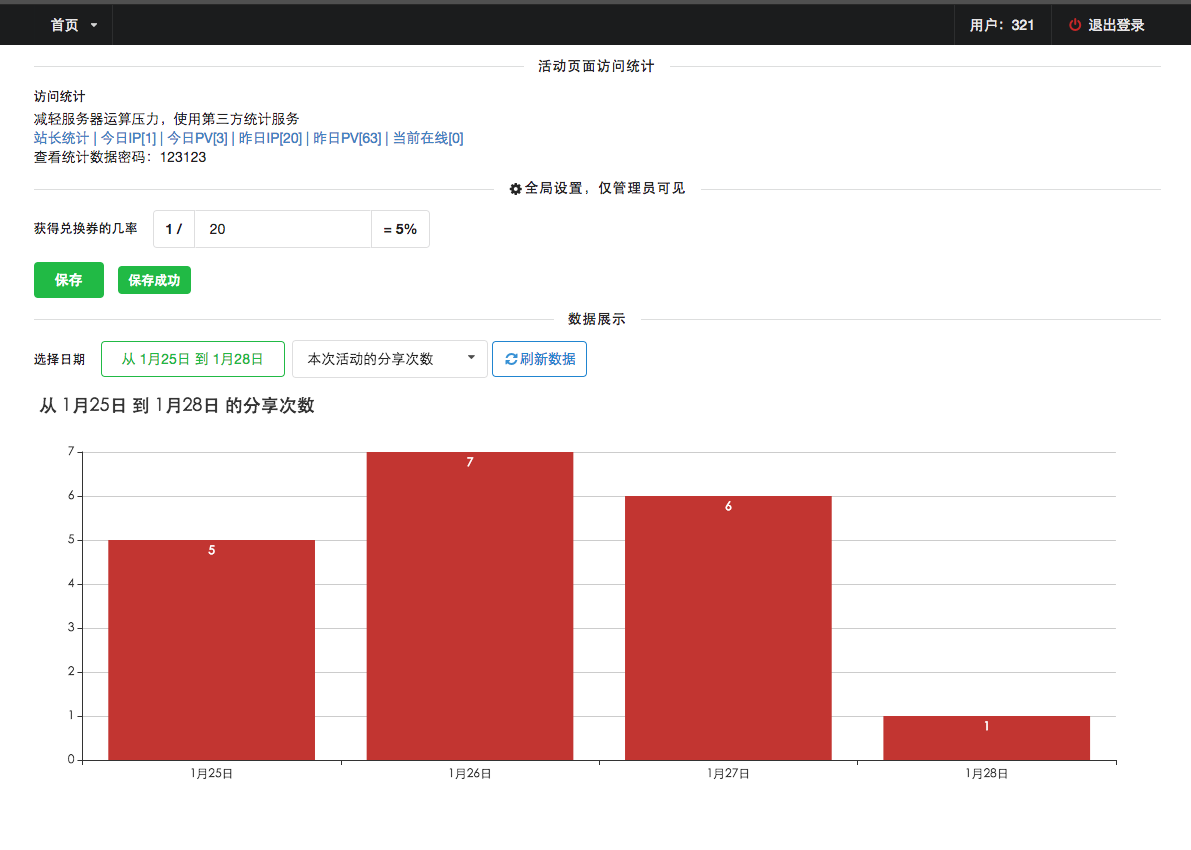 首页
用户：321
退出登录
活动页面访问统计
访问统计
减轻服务器运算压力，使用第三方统计服务
站长统计 | 今日IP[1] | 今日PV[3] | 昨日IP[20] | 昨日PV[63] | 当前在线[0]
查看统计数据密码：123123
全局设置，仅管理员可见
获得兑换券的几率 1 / 20 = 5%
保存 保存成功
数据展示
选择日期 从 1月25日 到 1月28日 本次活动的分享次数 刷新数据
从 1月25日 到 1月28日 的分享次数
7
7
6
6
5
5
4
3
2
1
1
0
1月25日 1月26日 1月27日 1月28日